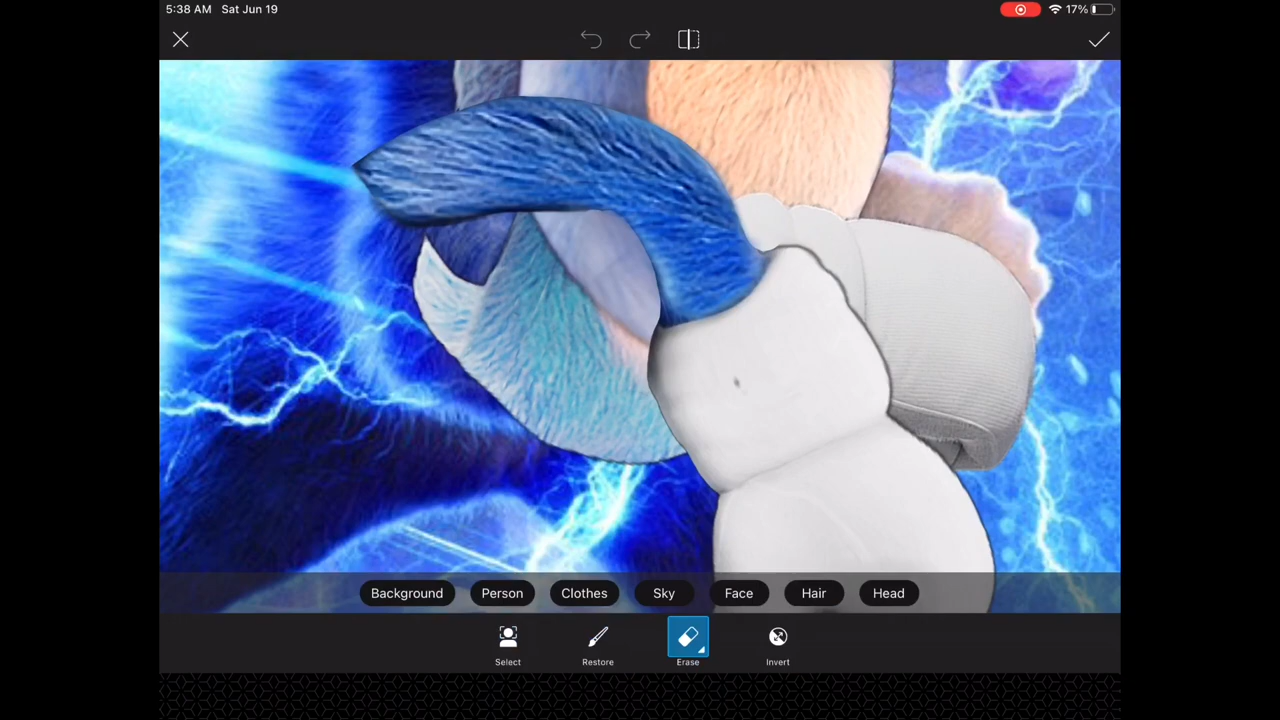 5:38 AM Sat Jun 19 17%
Background Person Clothes Sky Face Hair Head
Select Restore Erase Invert